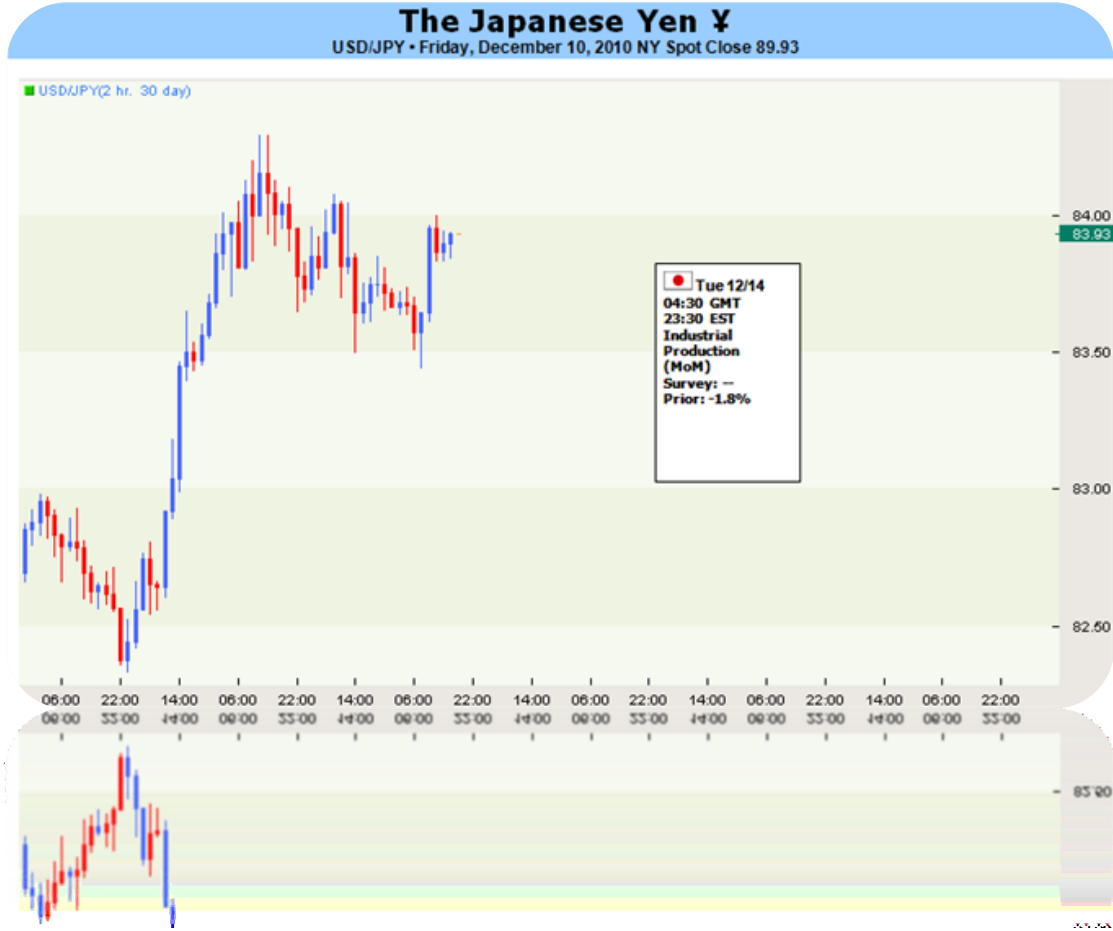 The Japanese Yen ¥
USD/JPY • Friday, December 10, 2010 NY Spot Close 89.93
USD/JPY(2 hr. 30 day)
84.00
83.93
Tue 12/14
04:30 GMT
23:30 EST
Industrial
Production
(MoM)
Survey: --
Prior: -1.8%
83.50
83.00
82.50
06:00 22:00 14:00 06:00 22:00 14:00 06:00 22:00 14:00 06:00 22:00 14:00 06:00 22:00 14:00 06:00 22:00